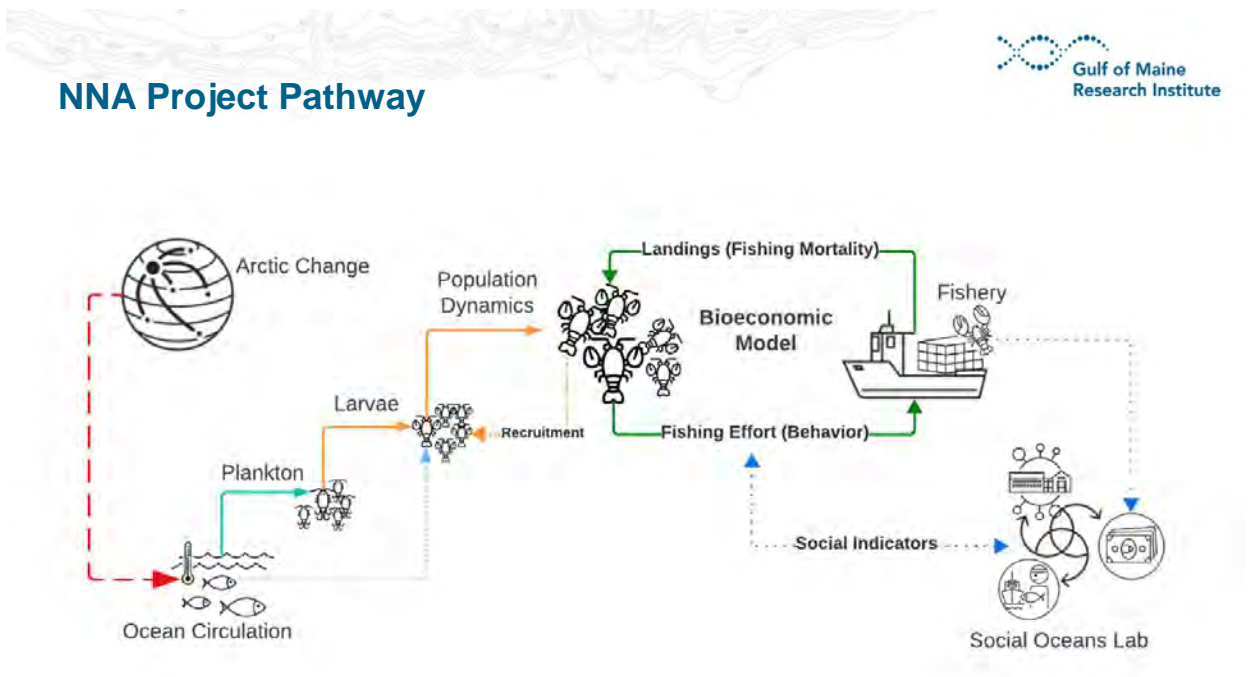 Gulf of Maine
Research Institute
NNA Project Pathway
Arctic Change
Landings (Fishing Mortality)
Population
Dynamics
Fishery
Bioeconomic
Model
Larvae
Recruitment
Fishing Effort (Behavior)
Plankton
Social Indicators
Ocean Circulation
Social Oceans Lab